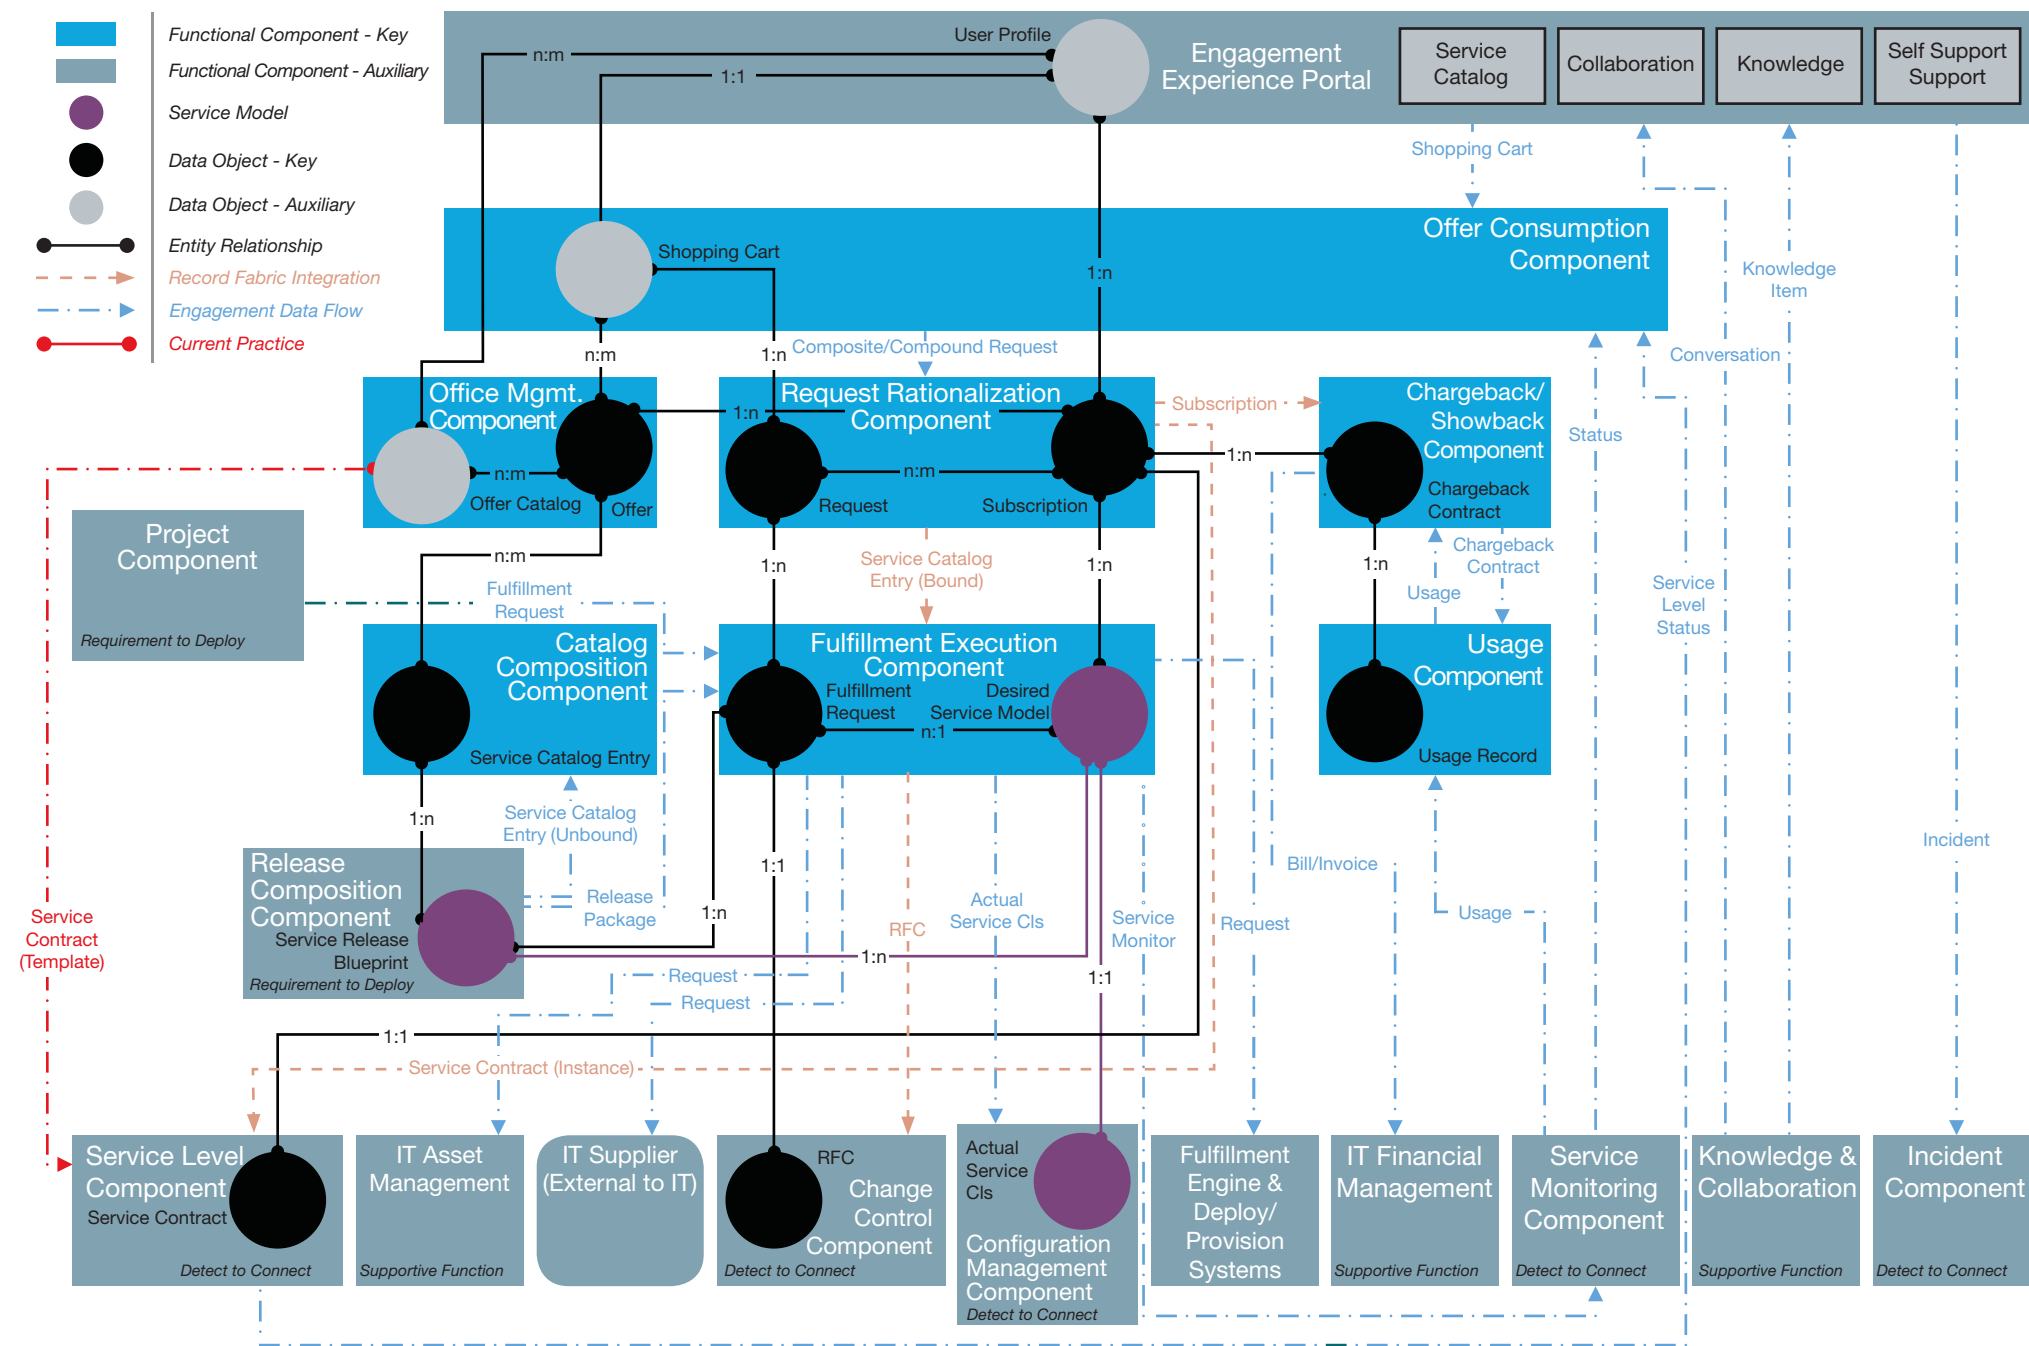 Functional Component - Key
Functional Component - Auxiliary
Service Model
Data Object - Key
Data Object - Auxiliary
Entity Relationship
Record Fabric Integration
Engagement Data Flow
Current Practice
User Profile
Engagement
Experience Portal
Service
Catalog
Collaboration
Knowledge
Self Support
Support
n:m
1:1
Shopping Cart
Offer Consumption
Component
Shopping Cart
1:n
Knowledge
Item
n:m
1:n
Composite/Compound Request
Conversation
Status
Office Mgmt.
Component
n:m
Offer Catalog
Offer
1:n
Request Rationalization
Component
n:m
Request
Subscription
Subscription
1:n
Chargeback/
Showback
Component
Chargeback
Contract
Project
Component
Requirement to Deploy
n:m
Fulfillment
Request
1:n
Service Catalog
Entry (Bound)
1:n
1:n
Usage
Chargeback
Contract
Service
Level
Status
Catalog
Composition
Component
Service Catalog Entry
Fulfillment Execution
Component
Fulfillment
Request
Desired
Service Model
n:1
Usage
Component
Usage Record
1:n
Service Catalog
Entry (Unbound)
Release
Composition
Component
Service Release
Blueprint
Requirement to Deploy
Release
Package
1:n
1:1
RFC
Actual
Service CIs
Service
Monitor
Request
Bill/Invoice
Usage
Incident
Service
Contract
(Template)
1:n
Request
Request
1:1
1:1
Service Contract (Instance)
Service Level
Component
Service Contract
Detect to Connect
IT Asset
Management
Supportive Function
IT Supplier
(External to IT)
RFC
Change
Control
Component
Detect to Connect
Actual
Service
CIs
Configuration
Management
Component
Detect to Connect
Fulfillment
Engine &
Deploy/
Provision
Systems
IT Financial
Management
Supportive Function
Service
Monitoring
Component
Detect to Connect
Knowledge &
Collaboration
Supportive Function
Incident
Component
Detect to Connect